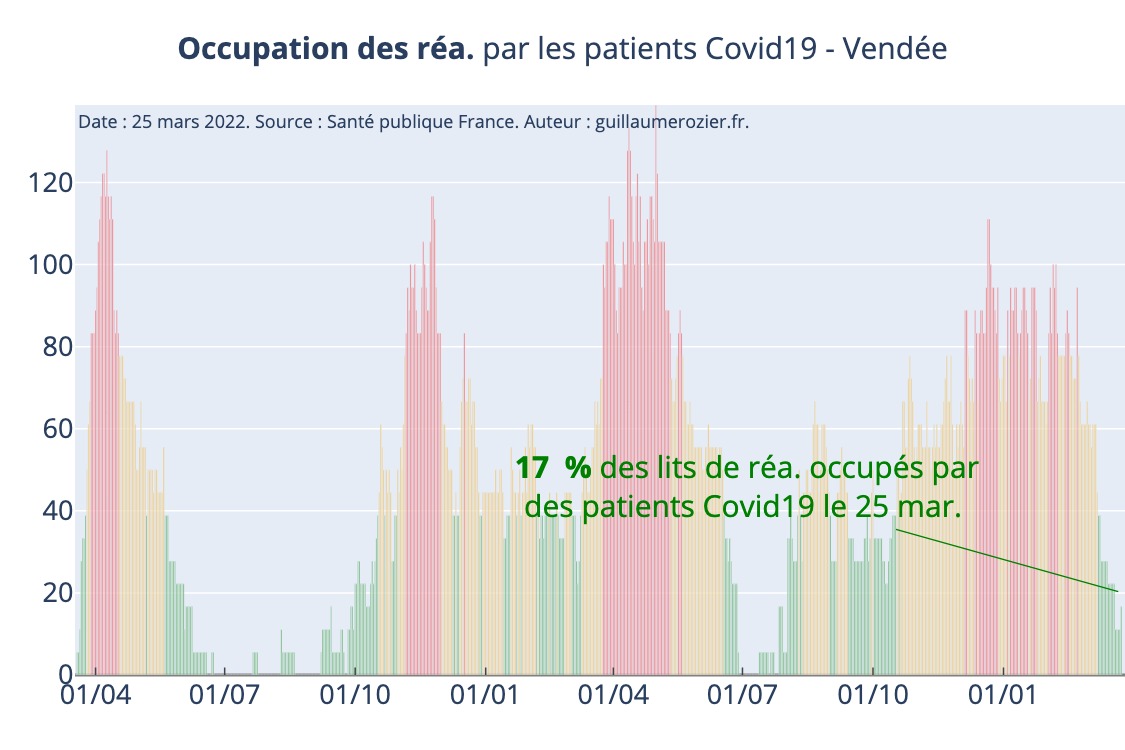 Occupation des réa. par les patients Covid19 - Vendée
Date : 25 mars 2022. Source : Santé publique France. Auteur : guillaumerozier.fr.
120
100
80
60
17 % des lits de réa. occupés par
des patients Covid19 le 25 mar.
40
20
0
01/04 01/07 01/10 01/01 01/04 01/07 01/10 01/01